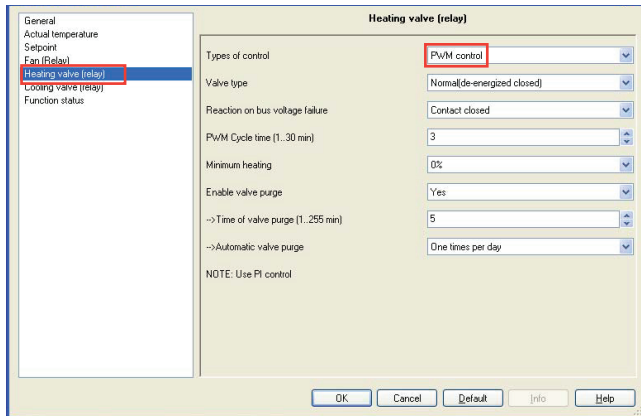 General
Actual temperature
Setpoint
Fan (Relay)
Heating valve (relay)
Cooling valve (relay)
Function status
Heating valve (relay)
Types of control PWM control
Valve type Normal(de-energized closed)
Reaction on bus voltage failure Contact closed
PWM Cycle time (1..30 min) 3
Minimum heating 0%
Enable valve purge Yes
-->Time of valve purge (1..255 min) 5
-->Automatic valve purge One times per day
NOTE: Use PI control
OK Cancel Default Info Help